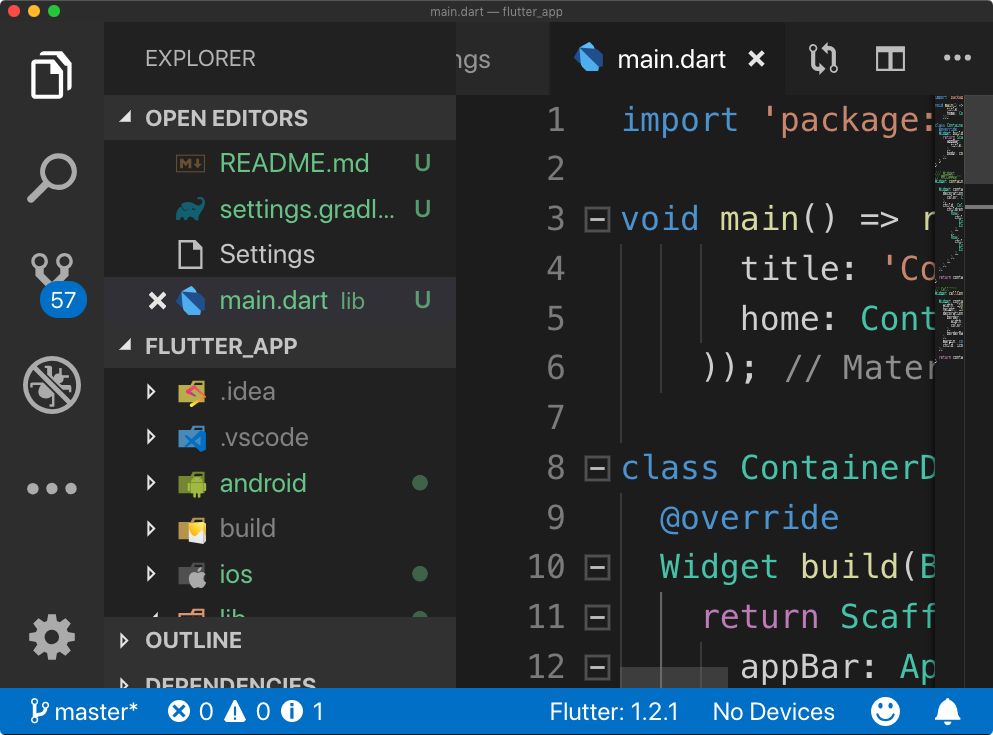 main.dart — flutter_app
EXPLORER
OPEN EDITORS
README.md U
settings.gradl... U
Settings
main.dart lib U
57
FLUTTER_APP
.idea
.vscode
android
build
ios
lib
OUTLINE
DEPENDENCIES
ngs
main.dart
1 import 'package:
2
3 void main() => r
4 title: 'Co
5 home: Cont
6 )); // Mater
7
8 class ContainerD
9 @override
10 Widget build(B
11 return Scaff
12 appBar: Ap
master* 0 0 1 Flutter: 1.2.1 No Devices